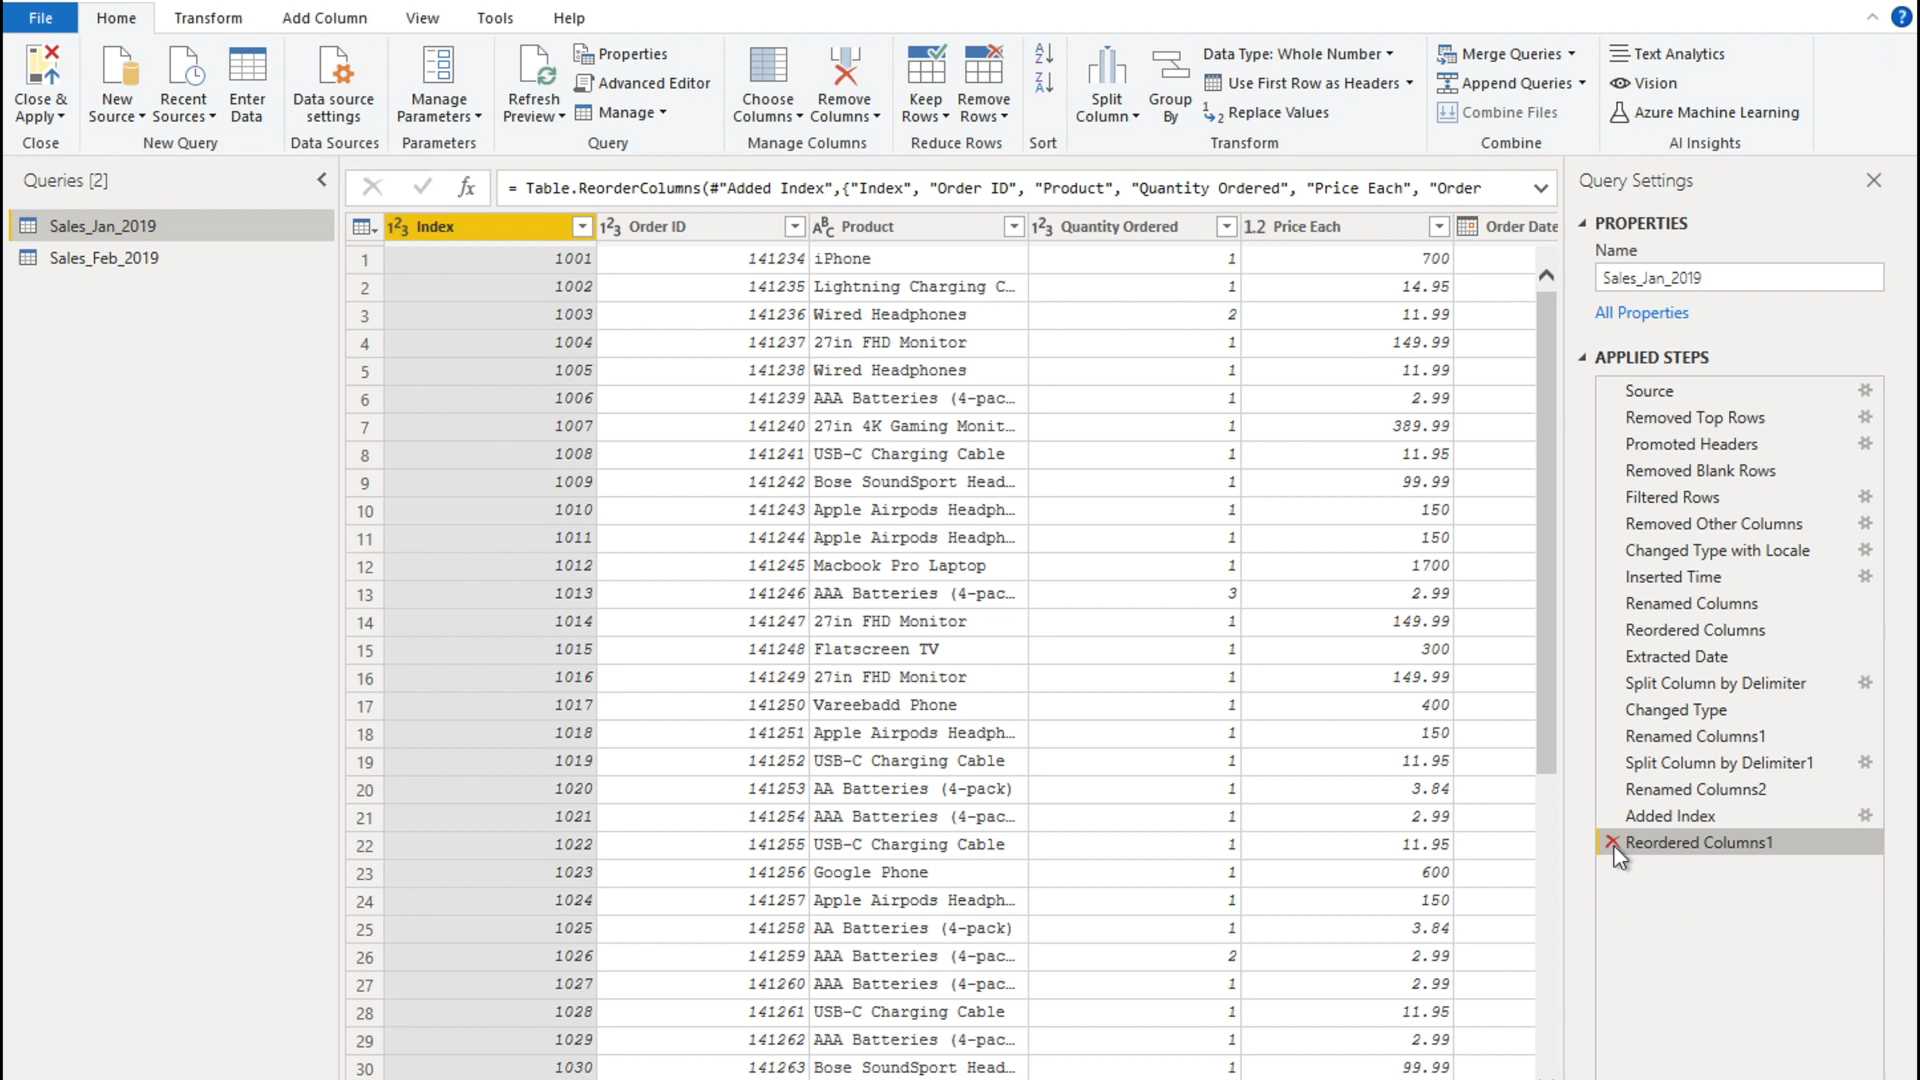 File Home Transform Add Column View Tools Help ?
Close & Apply New Source Recent Sources Enter Data Data source settings Manage Parameters Refresh Preview Properties Advanced Editor Manage Choose Columns Remove Columns Keep Rows Remove Rows Split Column Group By Data Type: Whole Number Use First Row as Headers Replace Values Merge Queries Append Queries Combine Files Text Analytics Vision Azure Machine Learning
Close New Query Data Sources Parameters Query Manage Columns Reduce Rows Sort Transform Combine AI Insights
Queries [2]
Sales_Jan_2019
Sales_Feb_2019
fx = Table.ReorderColumns(#"Added Index",{"Index", "Order ID", "Product", "Quantity Ordered", "Price Each", "Order
123 Index 123 Order ID ABC Product 123 Quantity Ordered 1.2 Price Each Order Date
1 1001 141234 iPhone 1 700
2 1002 141235 Lightning Charging C... 1 14.95
3 1003 141236 Wired Headphones 2 11.99
4 1004 141237 27in FHD Monitor 1 149.99
5 1005 141238 Wired Headphones 1 11.99
6 1006 141239 AAA Batteries (4-pac... 1 2.99
7 1007 141240 27in 4K Gaming Monit... 1 389.99
8 1008 141241 USB-C Charging Cable 1 11.95
9 1009 141242 Bose SoundSport Head... 1 99.99
10 1010 141243 Apple Airpods Headph... 1 150
11 1011 141244 Apple Airpods Headph... 1 150
12 1012 141245 Macbook Pro Laptop 1 1700
13 1013 141246 AAA Batteries (4-pac... 3 2.99
14 1014 141247 27in FHD Monitor 1 149.99
15 1015 141248 Flatscreen TV 1 300
16 1016 141249 27in FHD Monitor 1 149.99
17 1017 141250 Vareebadd Phone 1 400
18 1018 141251 Apple Airpods Headph... 1 150
19 1019 141252 USB-C Charging Cable 1 11.95
20 1020 141253 AA Batteries (4-pack) 1 3.84
21 1021 141254 AAA Batteries (4-pac... 1 2.99
22 1022 141255 USB-C Charging Cable 1 11.95
23 1023 141256 Google Phone 1 600
24 1024 141257 Apple Airpods Headph... 1 150
25 1025 141258 AA Batteries (4-pack) 1 3.84
26 1026 141259 AAA Batteries (4-pac... 2 2.99
27 1027 141260 AAA Batteries (4-pac... 1 2.99
28 1028 141261 USB-C Charging Cable 1 11.95
29 1029 141262 AAA Batteries (4-pac... 1 2.99
30 1030 141263 Bose SoundSport Head... 1 99.99
Query Settings
PROPERTIES
Name
Sales_Jan_2019
All Properties
APPLIED STEPS
Source
Removed Top Rows
Promoted Headers
Removed Blank Rows
Filtered Rows
Removed Other Columns
Changed Type with Locale
Inserted Time
Renamed Columns
Reordered Columns
Extracted Date
Split Column by Delimiter
Changed Type
Renamed Columns1
Split Column by Delimiter1
Renamed Columns2
Added Index
Reordered Columns1